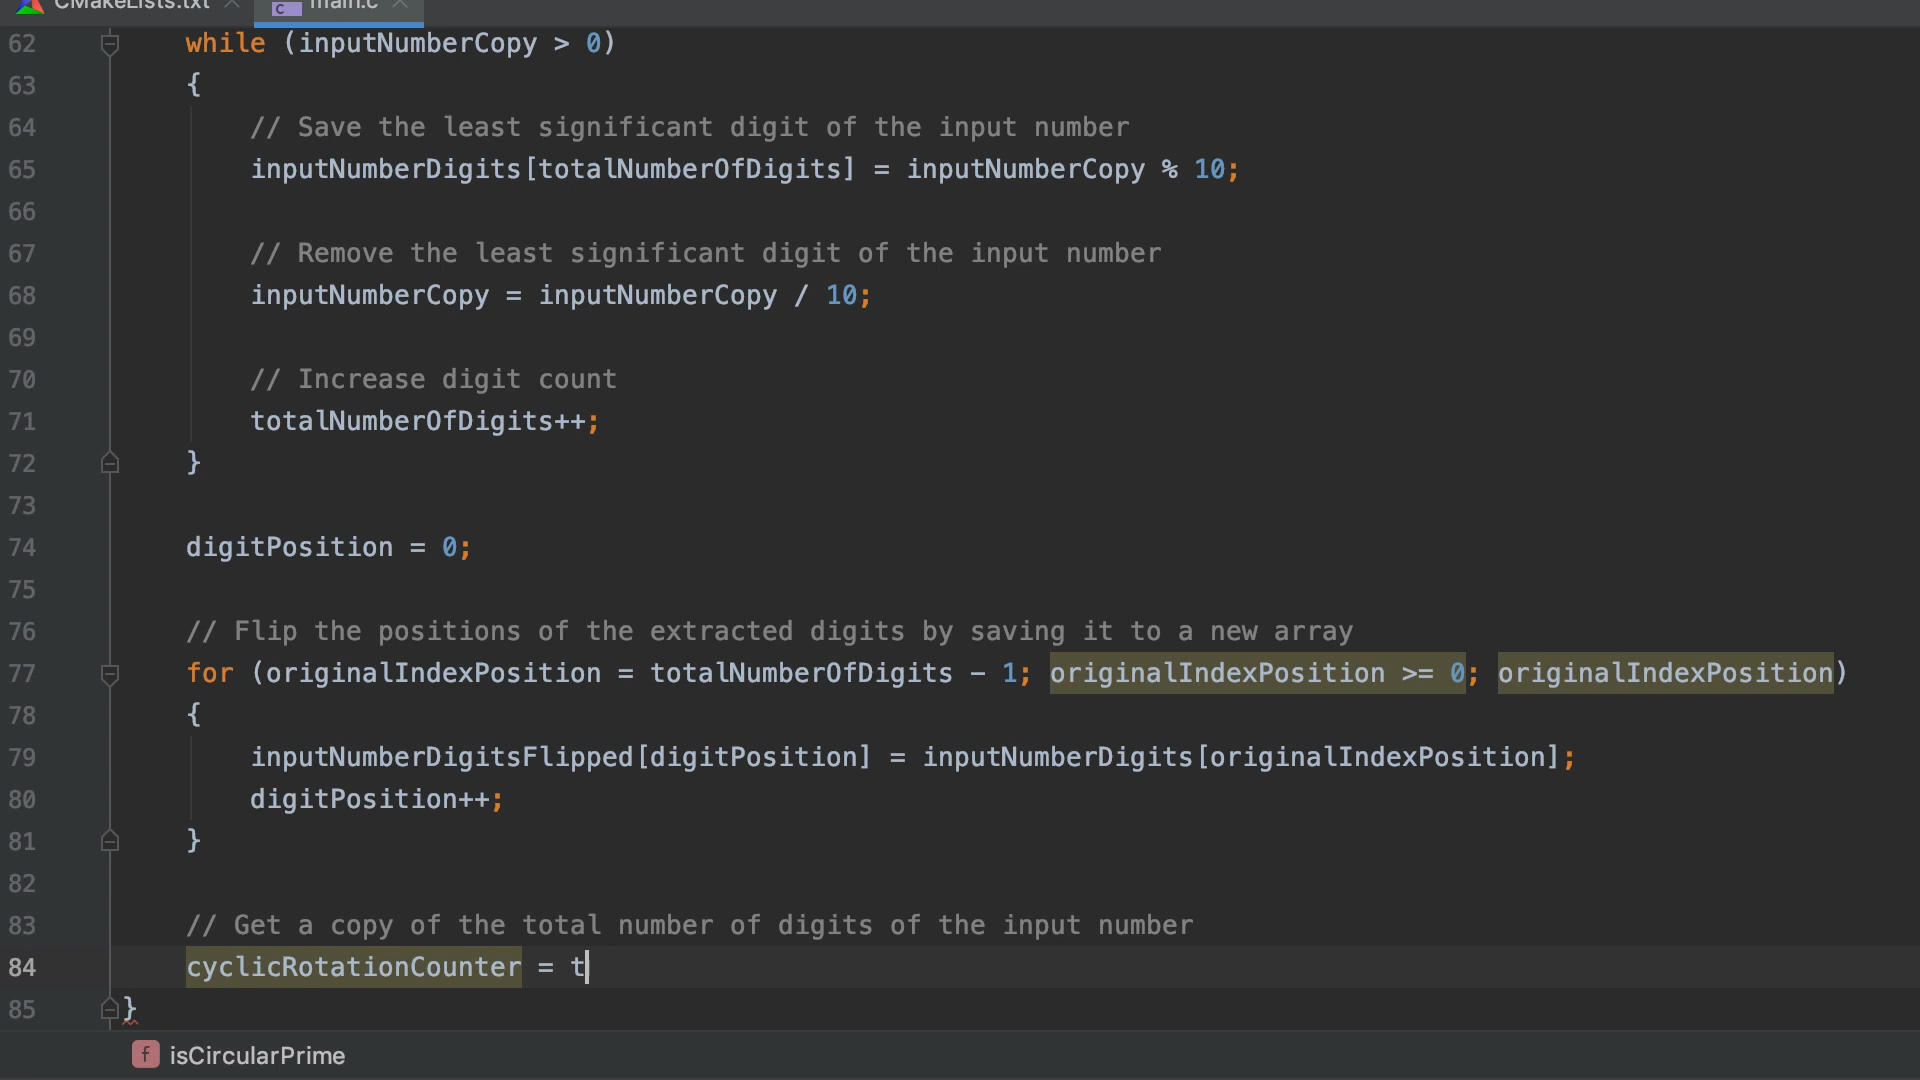 CMakeLists.txt main.c
62 while (inputNumberCopy > 0)
63 {
64 // Save the least significant digit of the input number
65 inputNumberDigits[totalNumberOfDigits] = inputNumberCopy % 10;
66
67 // Remove the least significant digit of the input number
68 inputNumberCopy = inputNumberCopy / 10;
69
70 // Increase digit count
71 totalNumberOfDigits++;
72 }
73
74 digitPosition = 0;
75
76 // Flip the positions of the extracted digits by saving it to a new array
77 for (originalIndexPosition = totalNumberOfDigits - 1; originalIndexPosition >= 0; originalIndexPosition)
78 {
79 inputNumberDigitsFlipped[digitPosition] = inputNumberDigits[originalIndexPosition];
80 digitPosition++;
81 }
82
83 // Get a copy of the total number of digits of the input number
84 cyclicRotationCounter = t
85 }
f isCircularPrime